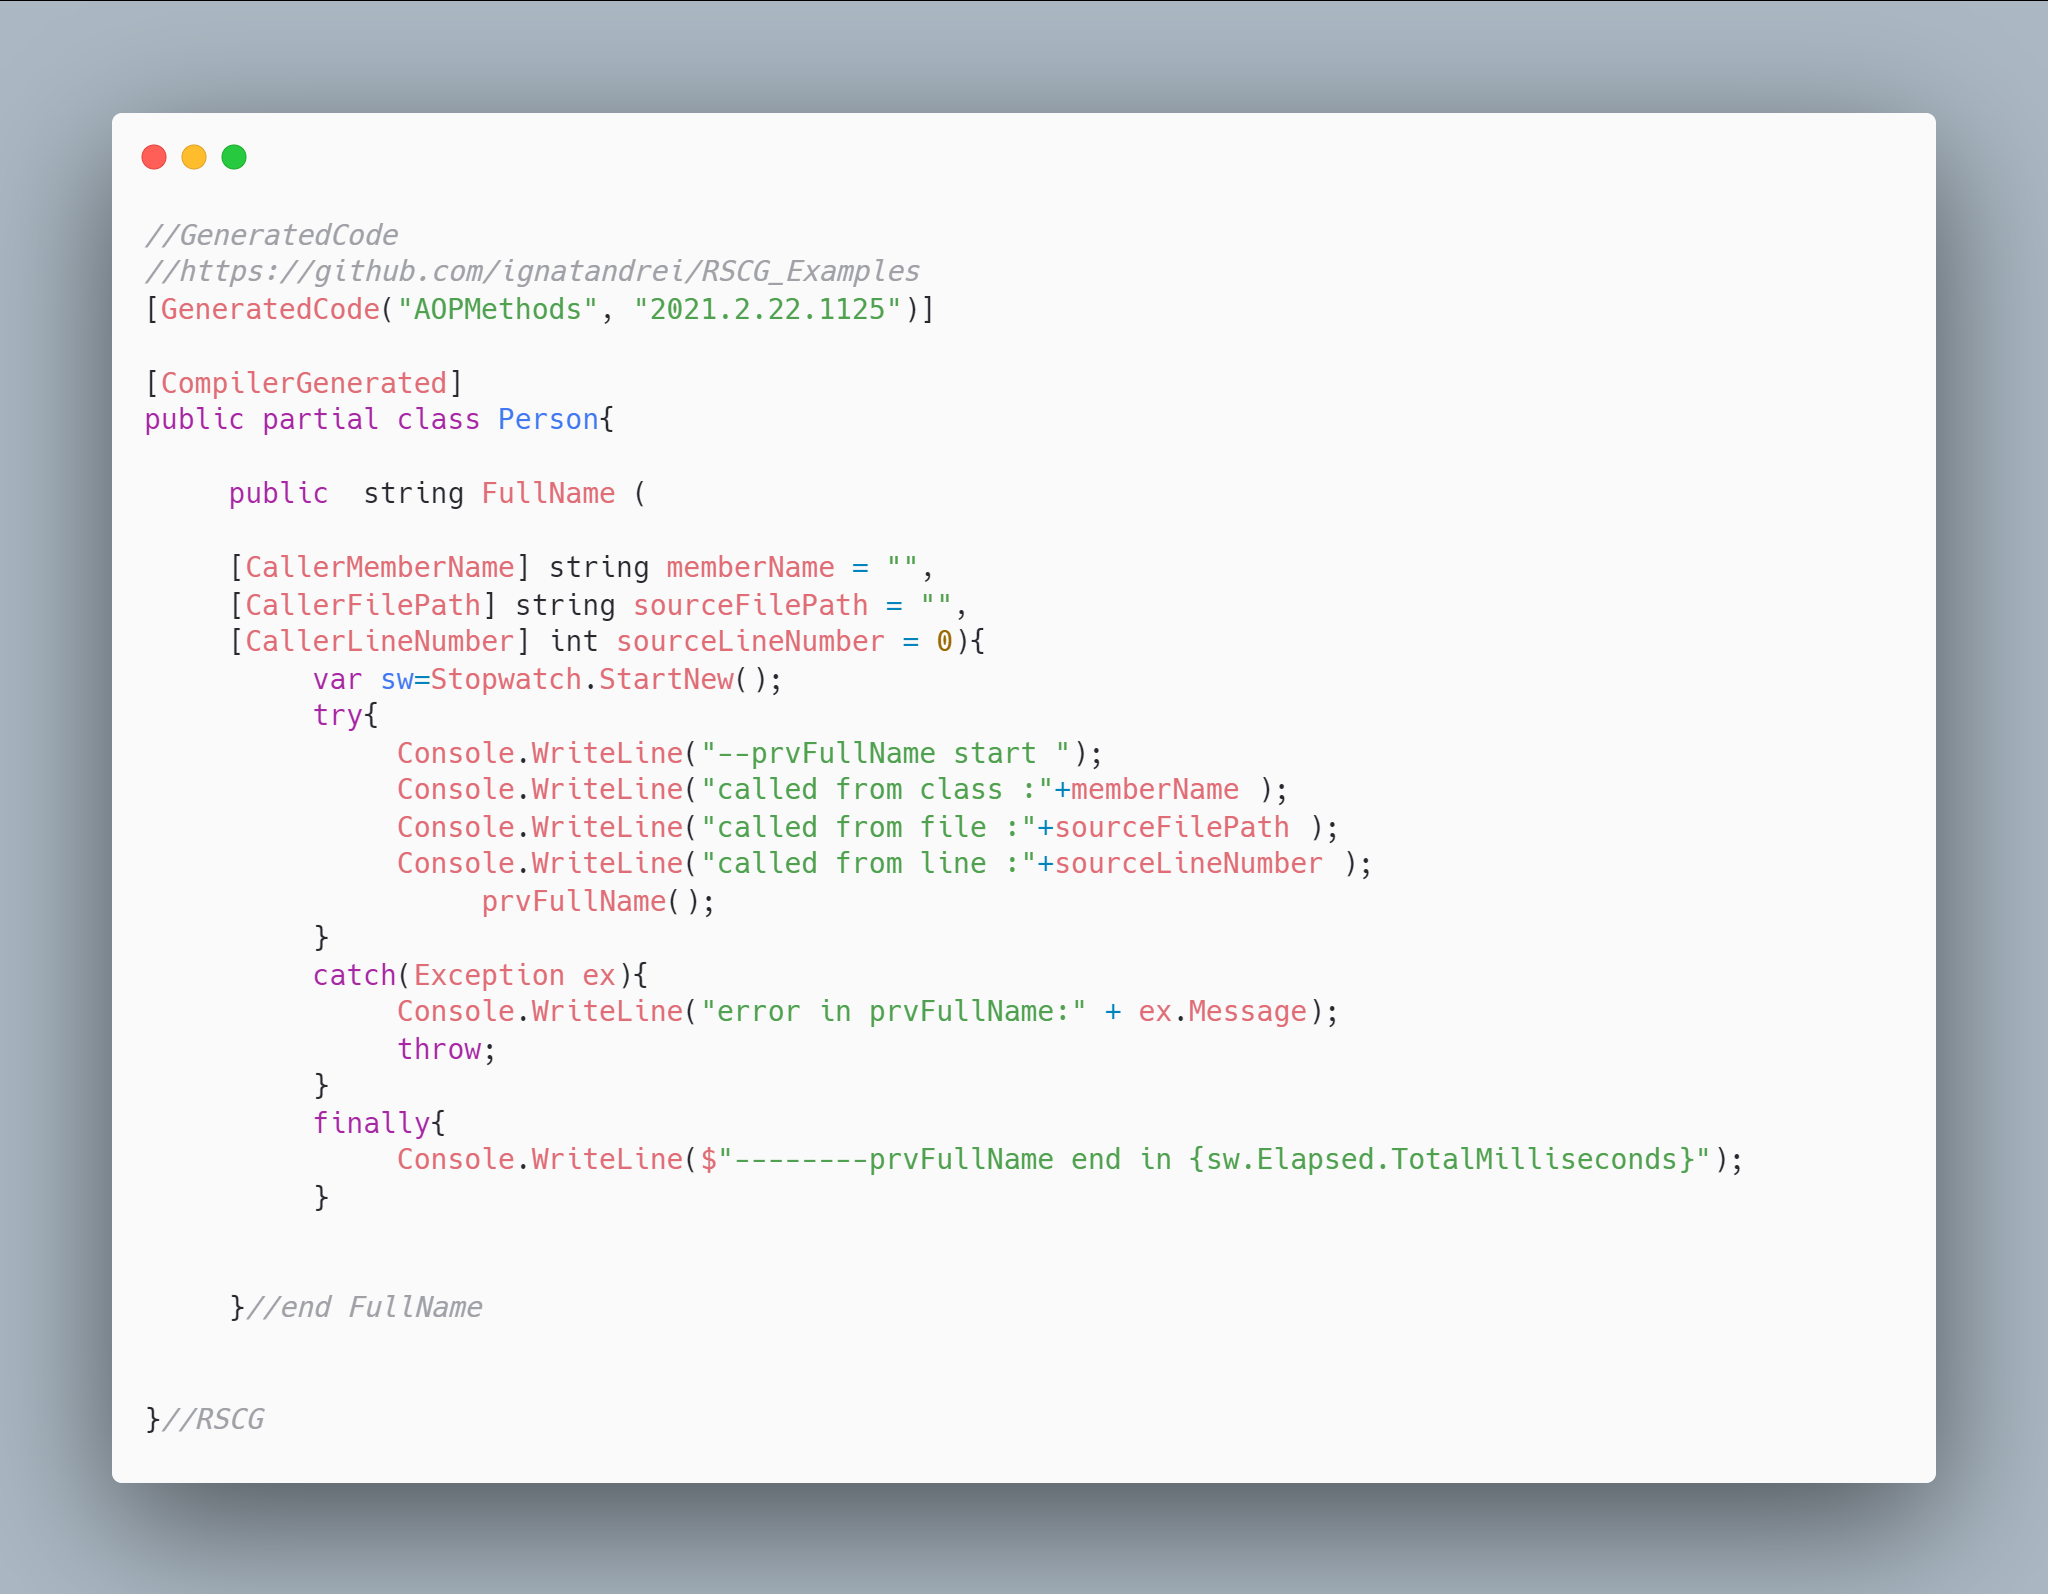 //GeneratedCode
//https://github.com/ignatandrei/RSCG_Examples
[GeneratedCode("AOPMethods", "2021.2.22.1125")]
[CompilerGenerated]
public partial class Person{
public  string FullName (
[CallerMemberName] string memberName = "",
[CallerFilePath] string sourceFilePath = "",
[CallerLineNumber] int sourceLineNumber = 0){
var sw=Stopwatch.StartNew();
try{
Console.WriteLine("--prvFullName start ");
Console.WriteLine("called from class :"+memberName );
Console.WriteLine("called from file :"+sourceFilePath );
Console.WriteLine("called from line :"+sourceLineNumber );
prvFullName();
}
catch(Exception ex){
Console.WriteLine("error in prvFullName:" + ex.Message);
throw;
}
finally{
Console.WriteLine($"--------prvFullName end in {sw.Elapsed.TotalMilliseconds}");
}
}//end FullName
}//RSCG